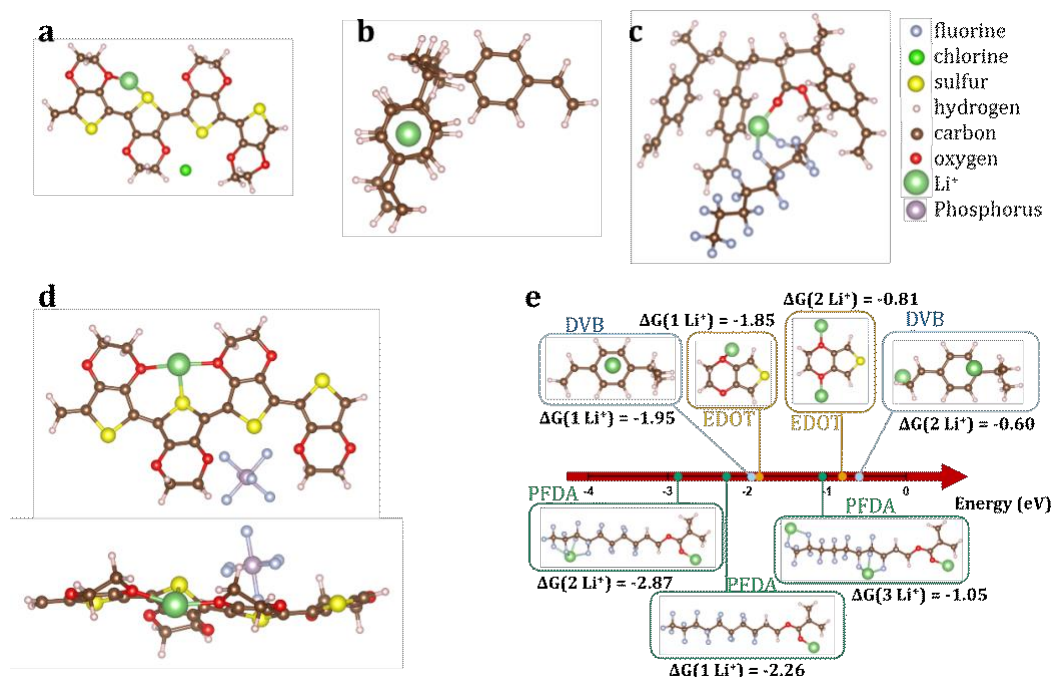 a
b
c
fluorine
chlorine
sulfur
hydrogen
carbon
oxygen
Li⁺
Phosphorus
d
e
ΔG(2 Li⁺) = -0.81
DVB
ΔG(1 Li⁺) = -1.85
DVB
EDOT
EDOT
ΔG(1 Li⁺) = -1.95
ΔG(2 Li⁺) = -0.60
-4
-3
-2
-1
0
Energy (eV)
PFDA
PFDA
ΔG(2 Li⁺) = -2.87
PFDA
ΔG(3 Li⁺) = -1.05
ΔG(1 Li⁺) = -2.26